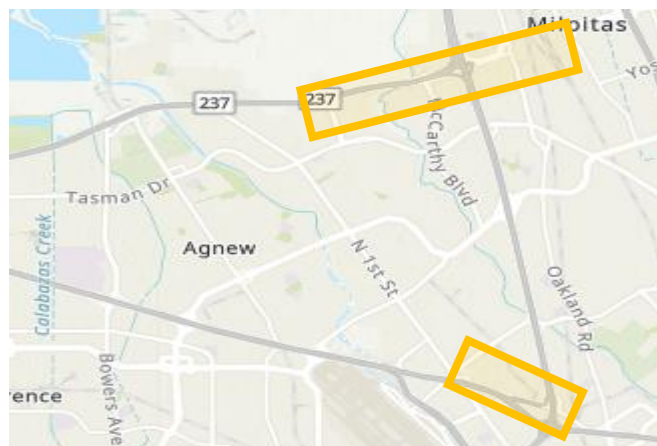 Milpitas
Yos
237
237
McCarthy Blvd
Tasman Dr
Agnew
N 1st St
Calabazas Creek
Oakland Rd
Bowers Ave
rence